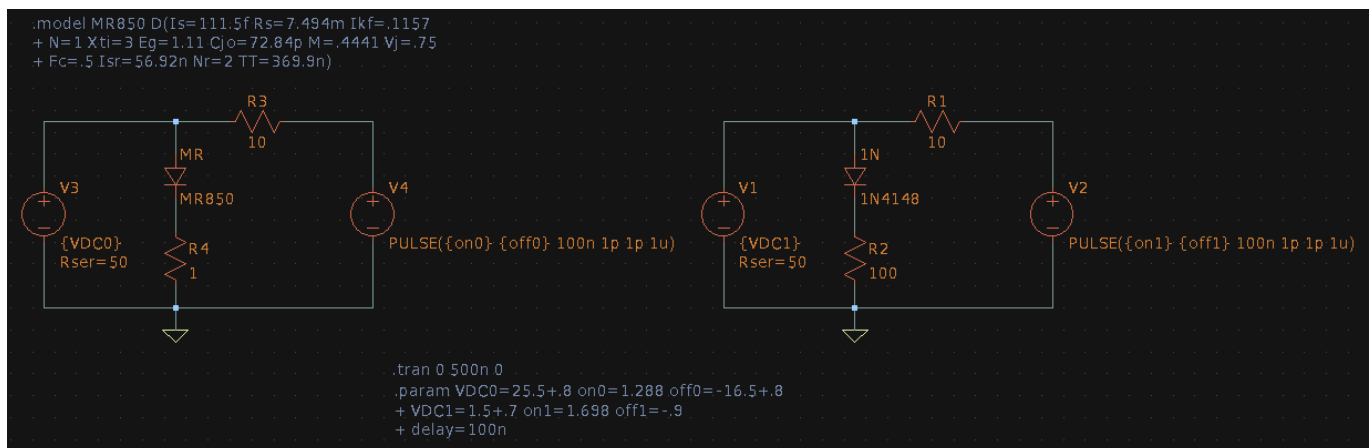 .model MR850 D(Is=111.5f Rs=7.494m Ikf=.1157
+ N=1 Xti=3 Eg=1.11 Cjo=72.84p M=.4441 Vj=.75
+ Fc=.5 Isr=56.92n Nr=2 TT=369.9n)
R3
10
MR
MR850
V3
{VDC0}
Rser=50
R4
1
V4
PULSE({on0} {off0} 100n 1p 1p 1u)
R1
10
1N
1N4148
V1
{VDC1}
Rser=50
R2
100
V2
PULSE({on1} {off1} 100n 1p 1p 1u)
.tran 0 500n 0
.param VDC0=25.5+.8 on0=1.288 off0=-16.5+.8
+ VDC1=1.5+.7 on1=1.698 off1=-.9
+ delay=100n